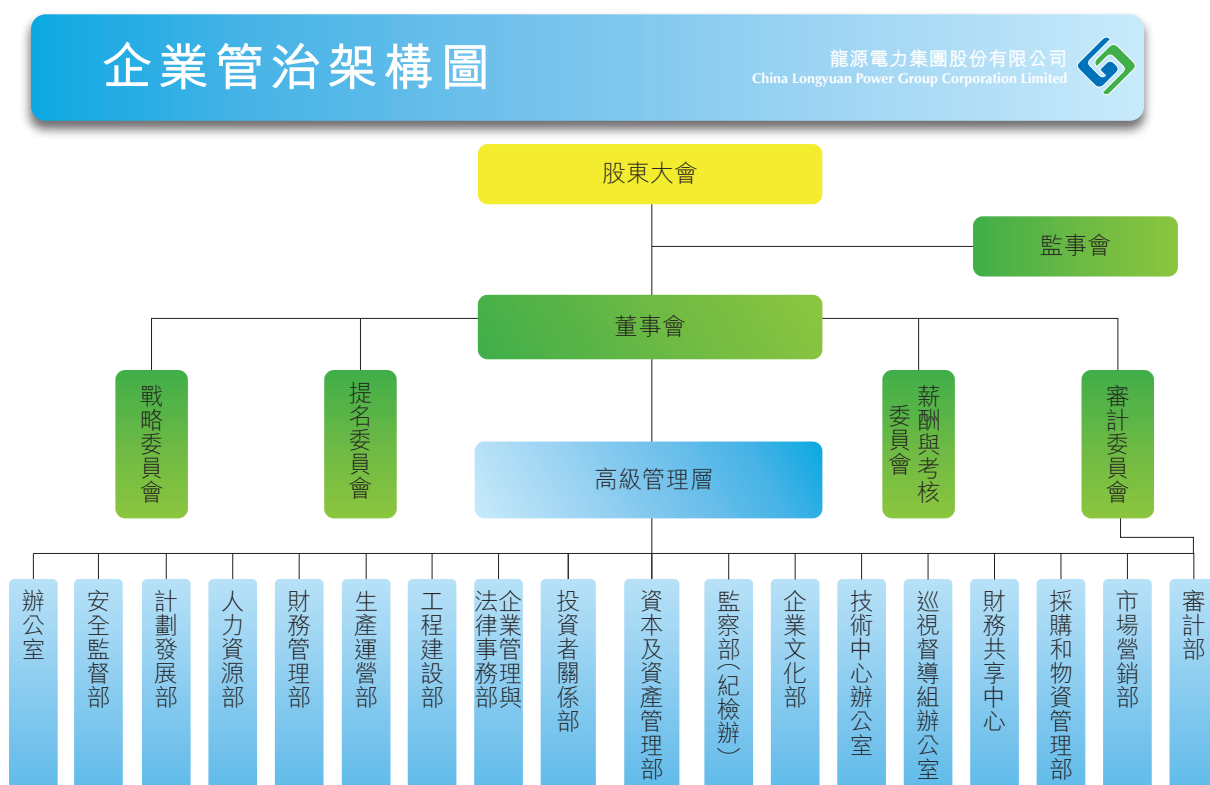 企業管治架構圖
龍源電力集團股份有限公司
China Longyuan Power Group Corporation Limited
股東大會
監事會
董事會
戰略委員會
提名委員會
薪酬與考核
委員會
審計委員會
高級管理層
辦公室
安全監督部
計劃發展部
人力資源部
財務管理部
生產運營部
工程建設部
企業管理與
法律事務部
投資者關係部
資本及資產管理部
監察部(紀檢辦)
企業文化部
技術中心辦公室
巡視督導組辦公室
財務共享中心
採購和物資管理部
市場營銷部
審計部